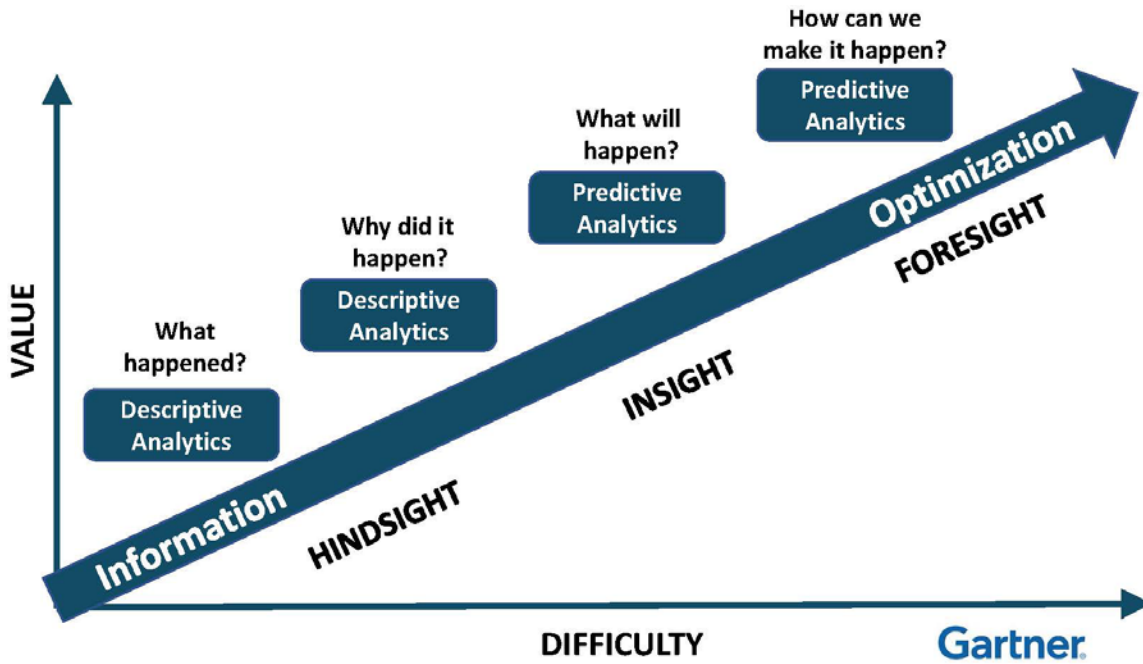 How can we
make it happen?
Predictive
Analytics
What will
happen?
Predictive
Analytics
Why did it
happen?
Descriptive
Analytics
What
happened?
Descriptive
Analytics
VALUE
Information
Optimization
HINDSIGHT
INSIGHT
FORESIGHT
DIFFICULTY
Gartner.